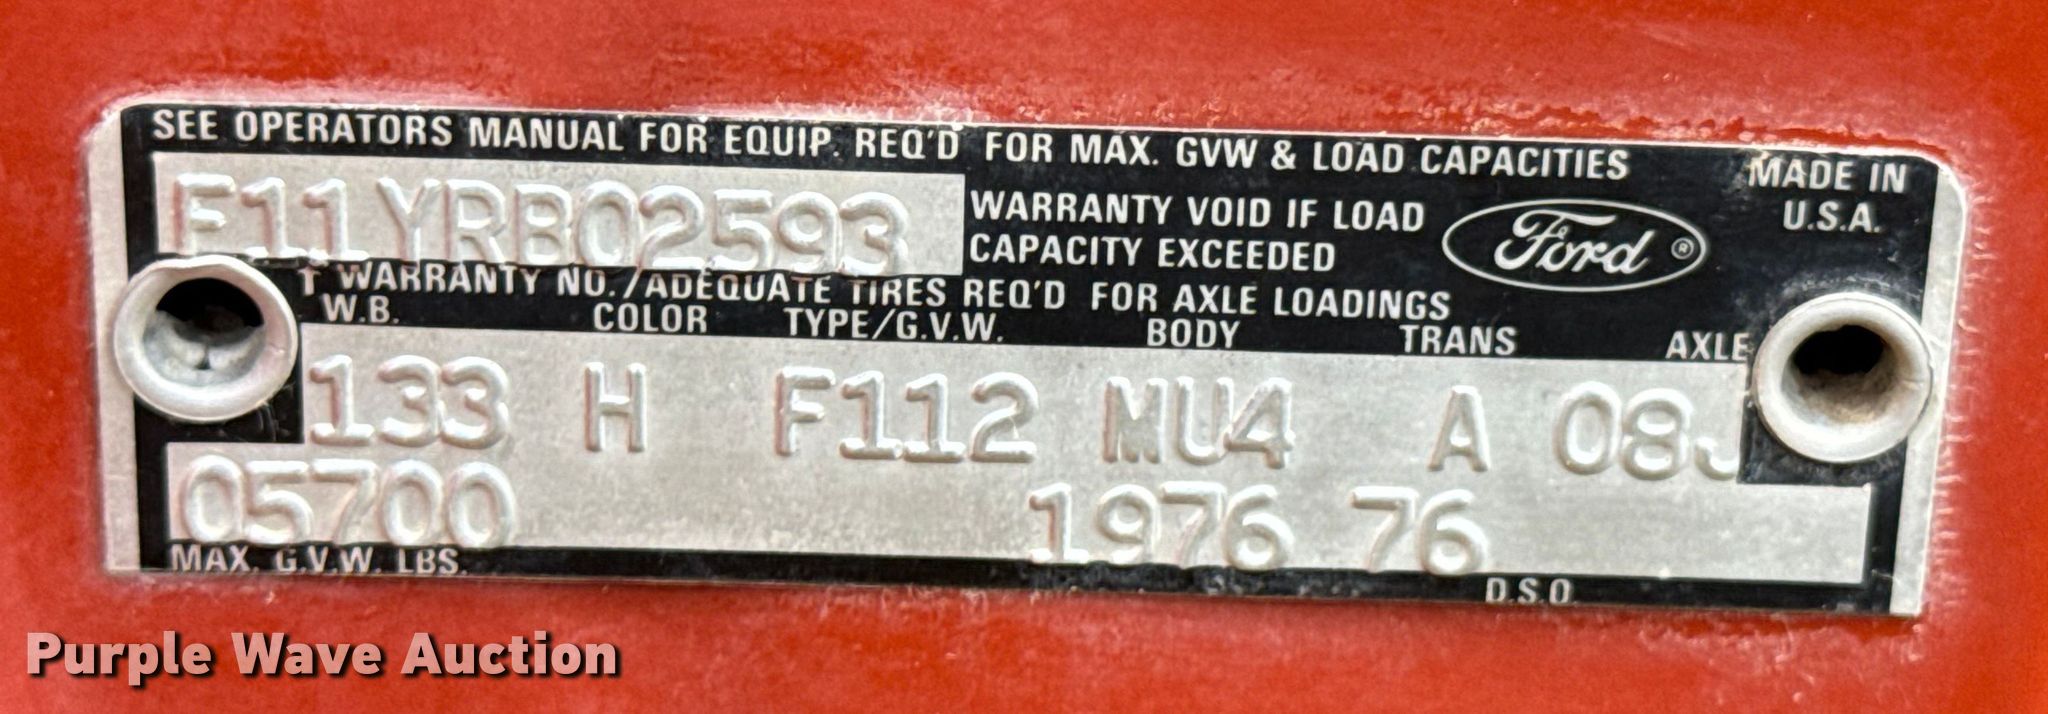 SEE OPERATORS MANUAL FOR EQUIP. REQ'D FOR MAX. GVW & LOAD CAPACITIES
MADE IN
U.S.A.
F11YRB02593
WARRANTY VOID IF LOAD
CAPACITY EXCEEDED
Ford ®
† WARRANTY NO./ADEQUATE TIRES REQ'D FOR AXLE LOADINGS
W.B. COLOR TYPE/G.V.W. BODY TRANS AXLE
133 H F112 MU4 A 08J
05700 1976 76
MAX. G.V.W. LBS. D.S.O
Purple Wave Auction